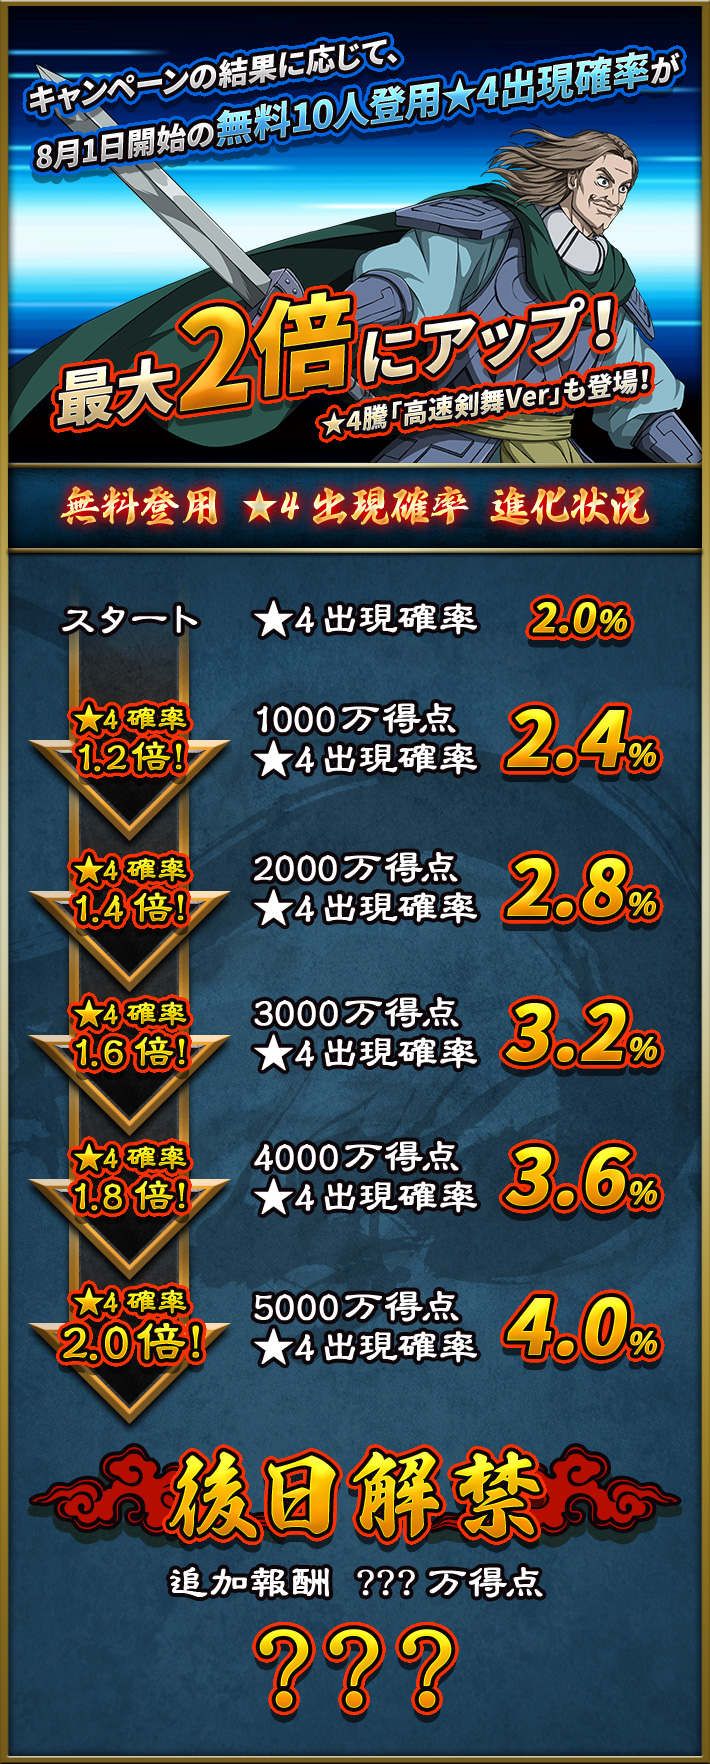 キャンペーンの結果に応じて、
8月1日開始の無料10人登用★4出現確率が
最大2倍にアップ！
★4騰「高速剣舞Ver」も登場！
無料登用 ★4出現確率 進化状況
スタート ★4出現確率 2.0%
★4確率
1.2倍！
1000万得点
★4出現確率
2.4%
★4確率
1.4倍！
2000万得点
★4出現確率
2.8%
★4確率
1.6倍！
3000万得点
★4出現確率
3.2%
★4確率
1.8倍！
4000万得点
★4出現確率
3.6%
★4確率
2.0倍！
5000万得点
★4出現確率
4.0%
後日解禁
追加報酬 ???万得点
???